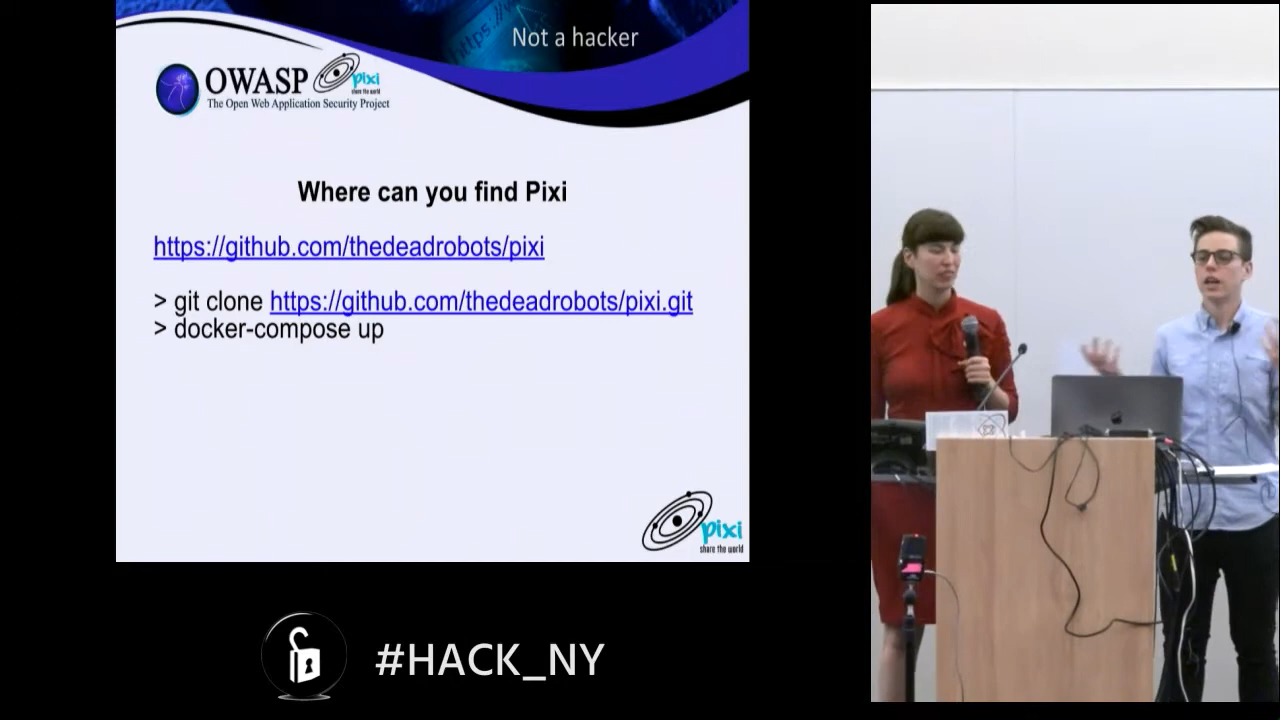 https://w
Not a hacker
OWASP
pixi
share the world
The Open Web Application Security Project
Where can you find Pixi
https://github.com/thedeadrobots/pixi
> git clone https://github.com/thedeadrobots/pixi.git
> docker-compose up
pixi
share the world
#HACK_NY